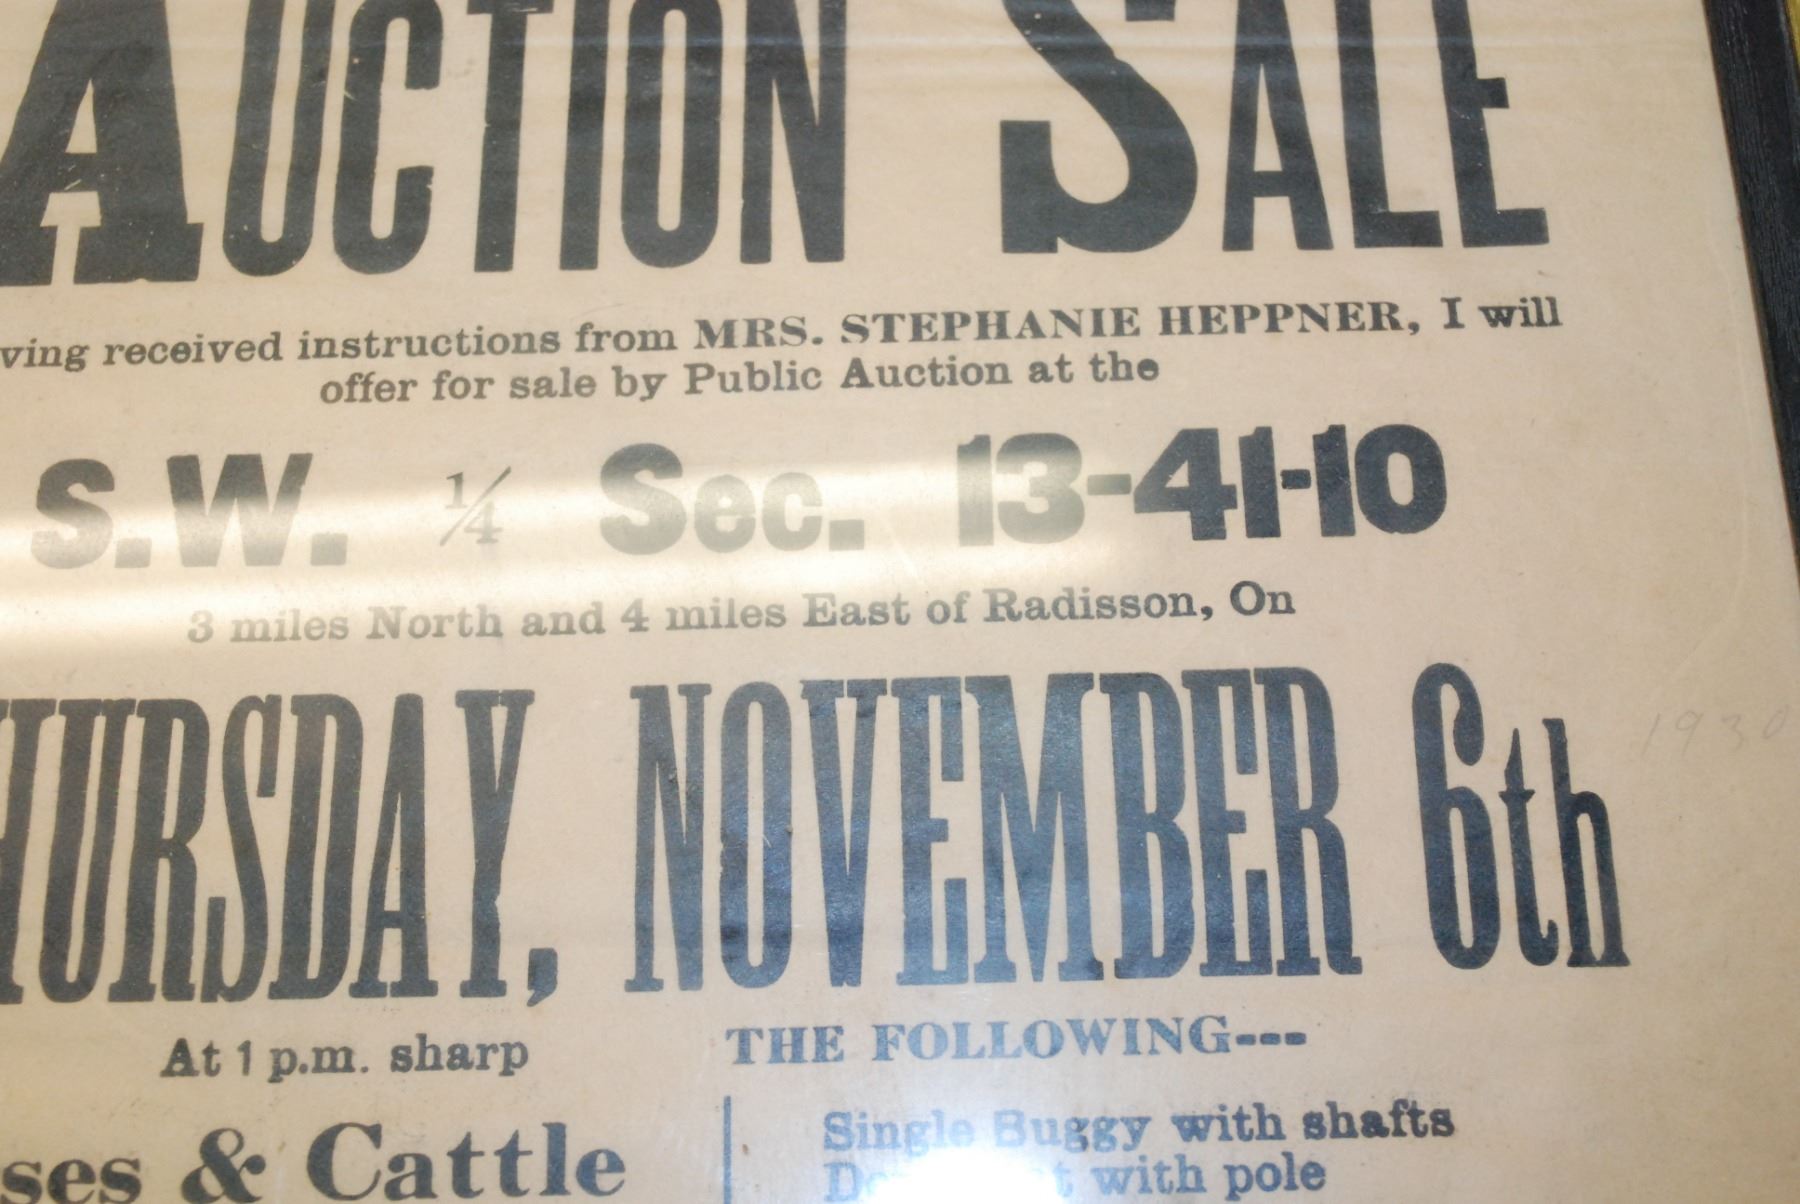 AUCTION SALE
ving received instructions from MRS. STEPHANIE HEPPNER, I will
offer for sale by Public Auction at the
S.W. ¼ Sec. 13-41-10
3 miles North and 4 miles East of Radisson, On
HURSDAY, NOVEMBER 6th
1930
At 1 p.m. sharp
THE FOLLOWING---
ses & Cattle
Single Buggy with shafts
with pole